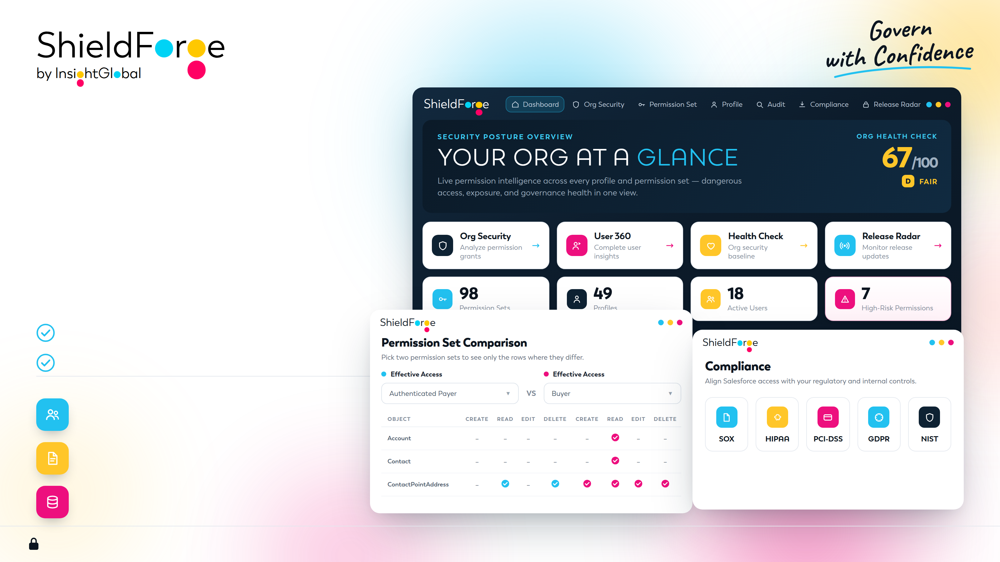 ShieldForce
by InsightGlobal
Govern
with Confidence
ShieldForce
Dashboard
Org Security
Permission Set
Profile
Audit
Compliance
Release Radar
SECURITY POSTURE OVERVIEW
YOUR ORG AT A GLANCE
Live permission intelligence across every profile and permission set — dangerous
access, exposure, and governance health in one view.
ORG HEALTH CHECK
67/100
D FAIR
Org Security
Analyze permission
grants
→
User 360
Complete user
insights
→
Health Check
Org security
baseline
→
Release Radar
Monitor release
updates
→
98
Permission Sets
49
Profiles
18
Active Users
7
High-Risk Permissions
ShieldForce
Permission Set Comparison
Pick two permission sets to see only the rows where they differ.
Effective Access
Effective Access
Authenticated Payer ▼ VS Buyer ▼
OBJECT CREATE READ EDIT DELETE CREATE READ EDIT DELETE
Account – – – – – – –
Contact – – – – – – –
ContactPointAddress – –
ShieldForce
Compliance
Align Salesforce access with your regulatory and internal controls.
SOX
HIPAA
PCI-DSS
GDPR
NIST